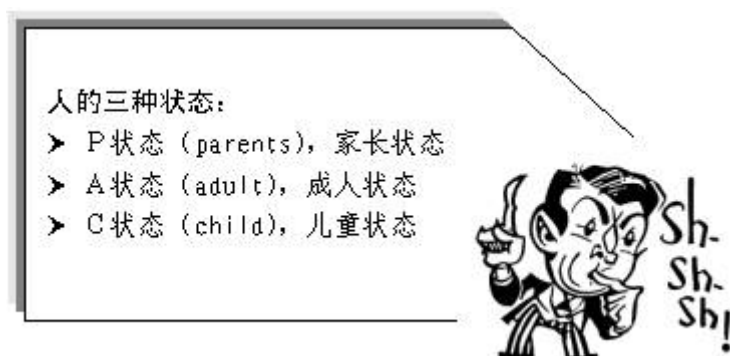 人的三种状态：
➤ P状态（parents），家长状态
➤ A状态（adult），成人状态
➤ C状态（child），儿童状态
Sh-
Sh-
Sh!